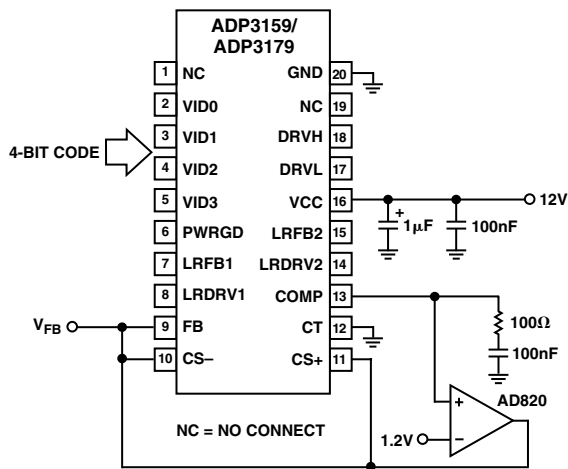 ADP3159/
ADP3179
1 NC
2 VID0
3 VID1
4 VID2
5 VID3
6 PWRGD
7 LRFB1
8 LRDRV1
9 FB
10 CS–
GND 20
NC 19
DRVH 18
DRVL 17
VCC 16
LRFB2 15
LRDRV2 14
COMP 13
CT 12
CS+ 11
4-BIT CODE
VFB
12V
+
1μF
100nF
100Ω
100nF
AD820
+
1.2V
–
NC = NO CONNECT